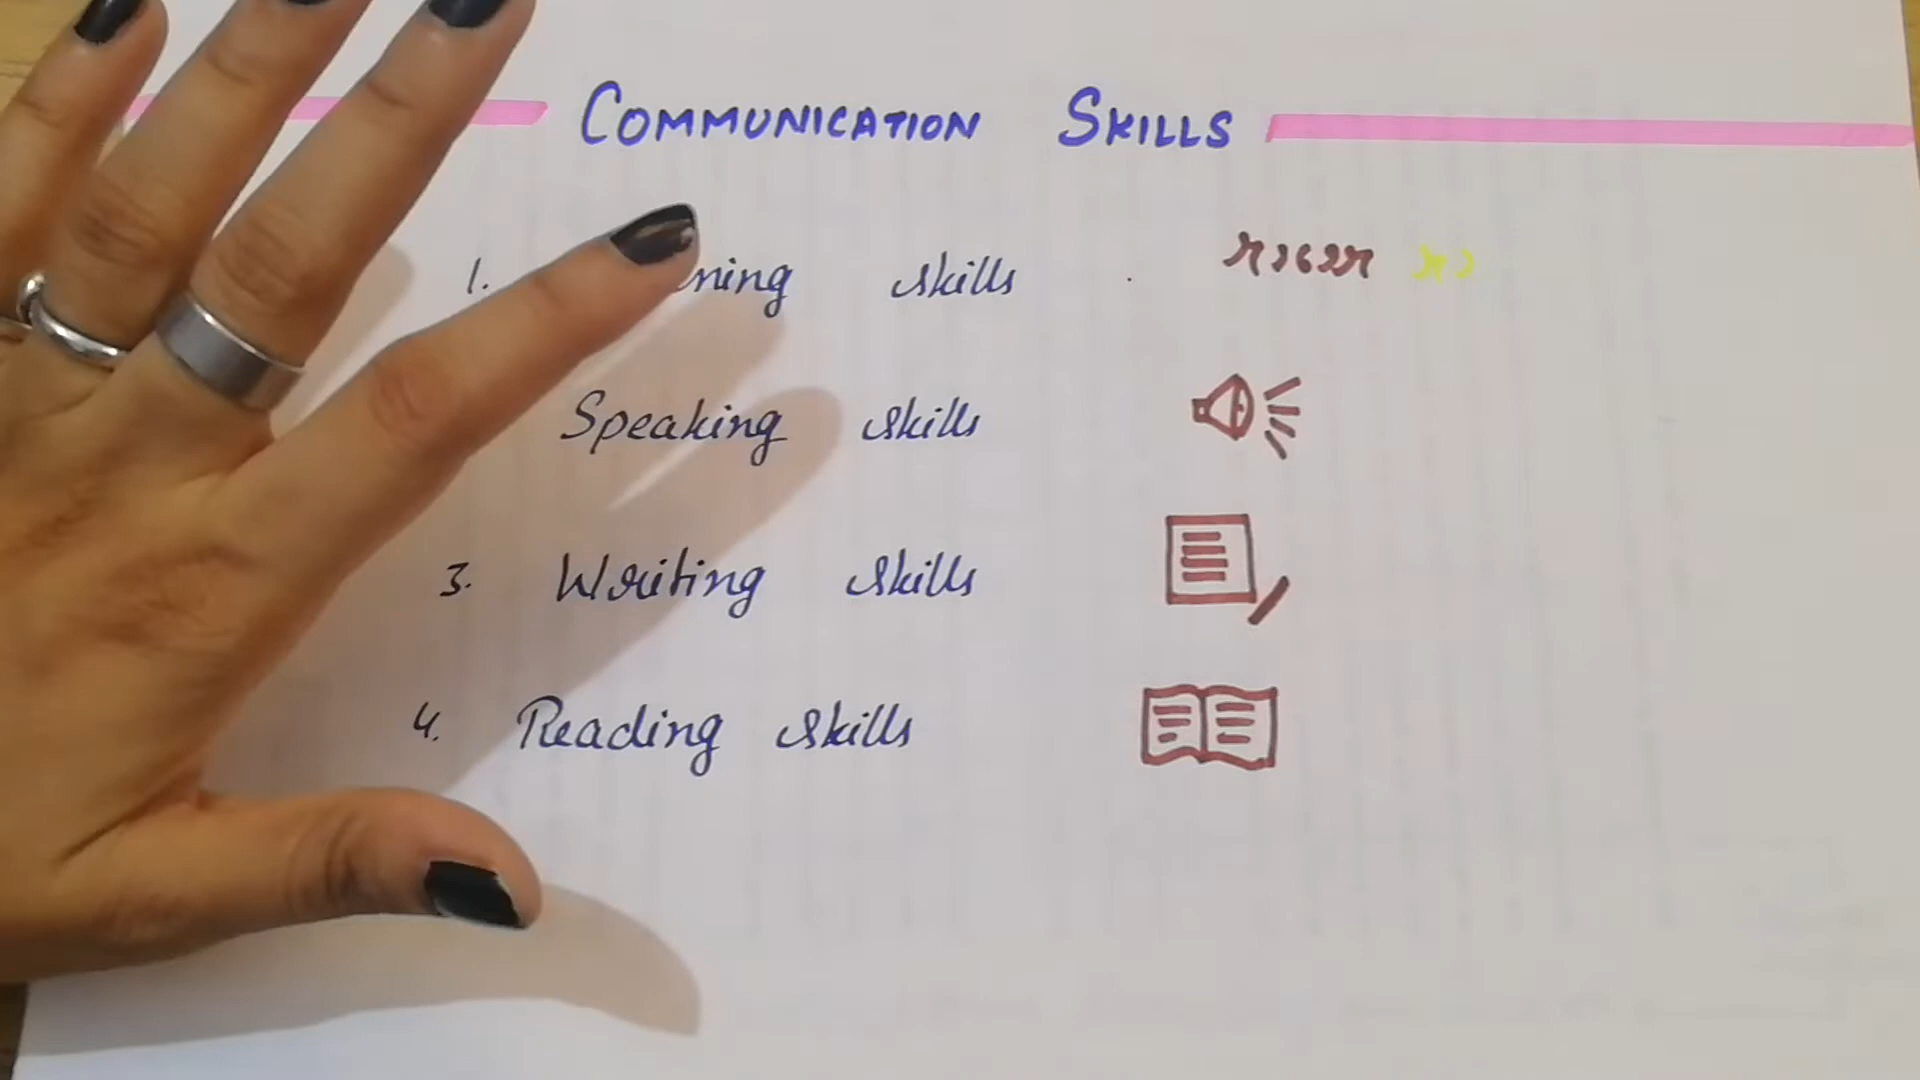 COMMUNICATION SKILLS
1. ning skills
Speaking skills
3. Writing skills
4. Reading skills